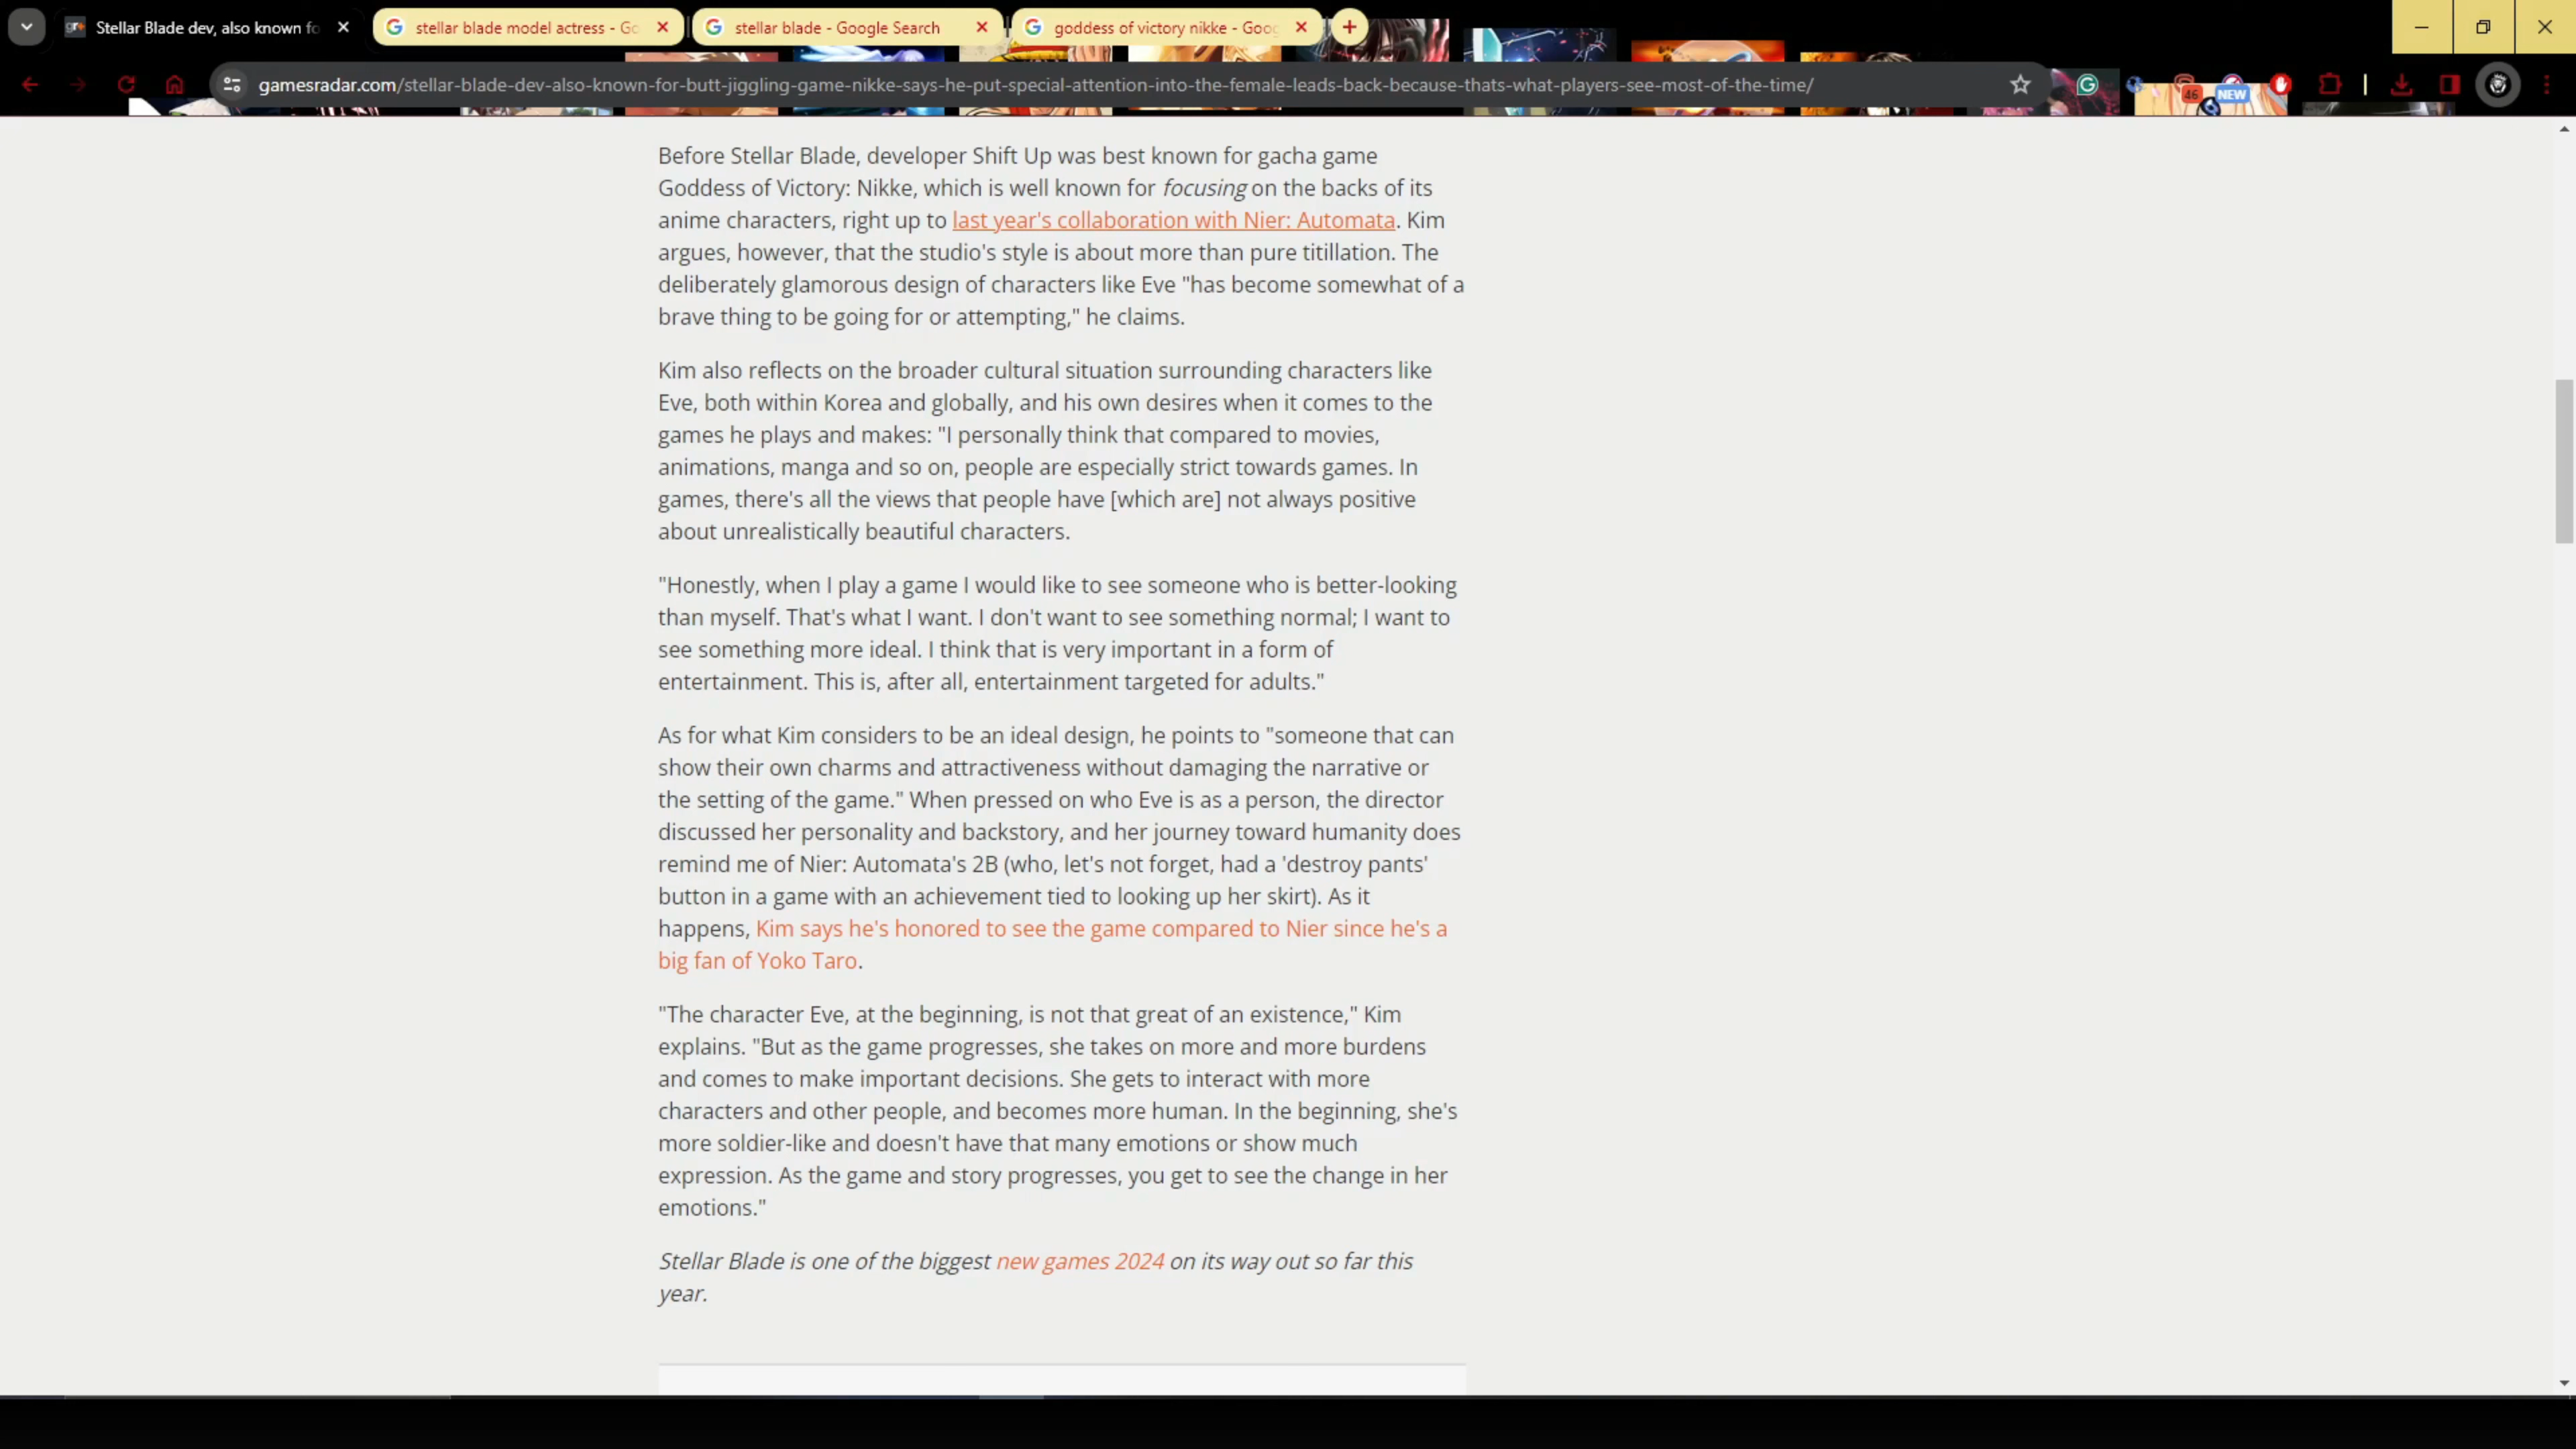 Stellar Blade dev, also known fo
stellar blade model actress - Go
stellar blade - Google Search
goddess of victory nikke - Goog
gamesradar.com/stellar-blade-dev-also-known-for-butt-jiggling-game-nikke-says-he-put-special-attention-into-the-female-leads-back-because-thats-what-players-see-most-of-the-time/
46
NEW
Before Stellar Blade, developer Shift Up was best known for gacha game
Goddess of Victory: Nikke, which is well known for focusing on the backs of its
anime characters, right up to last year's collaboration with Nier: Automata. Kim
argues, however, that the studio's style is about more than pure titillation. The
deliberately glamorous design of characters like Eve "has become somewhat of a
brave thing to be going for or attempting," he claims.
Kim also reflects on the broader cultural situation surrounding characters like
Eve, both within Korea and globally, and his own desires when it comes to the
games he plays and makes: "I personally think that compared to movies,
animations, manga and so on, people are especially strict towards games. In
games, there's all the views that people have [which are] not always positive
about unrealistically beautiful characters.
"Honestly, when I play a game I would like to see someone who is better-looking
than myself. That's what I want. I don't want to see something normal; I want to
see something more ideal. I think that is very important in a form of
entertainment. This is, after all, entertainment targeted for adults."
As for what Kim considers to be an ideal design, he points to "someone that can
show their own charms and attractiveness without damaging the narrative or
the setting of the game." When pressed on who Eve is as a person, the director
discussed her personality and backstory, and her journey toward humanity does
remind me of Nier: Automata's 2B (who, let's not forget, had a 'destroy pants'
button in a game with an achievement tied to looking up her skirt). As it
happens, Kim says he's honored to see the game compared to Nier since he's a
big fan of Yoko Taro.
"The character Eve, at the beginning, is not that great of an existence," Kim
explains. "But as the game progresses, she takes on more and more burdens
and comes to make important decisions. She gets to interact with more
characters and other people, and becomes more human. In the beginning, she's
more soldier-like and doesn't have that many emotions or show much
expression. As the game and story progresses, you get to see the change in her
emotions."
Stellar Blade is one of the biggest new games 2024 on its way out so far this
year.